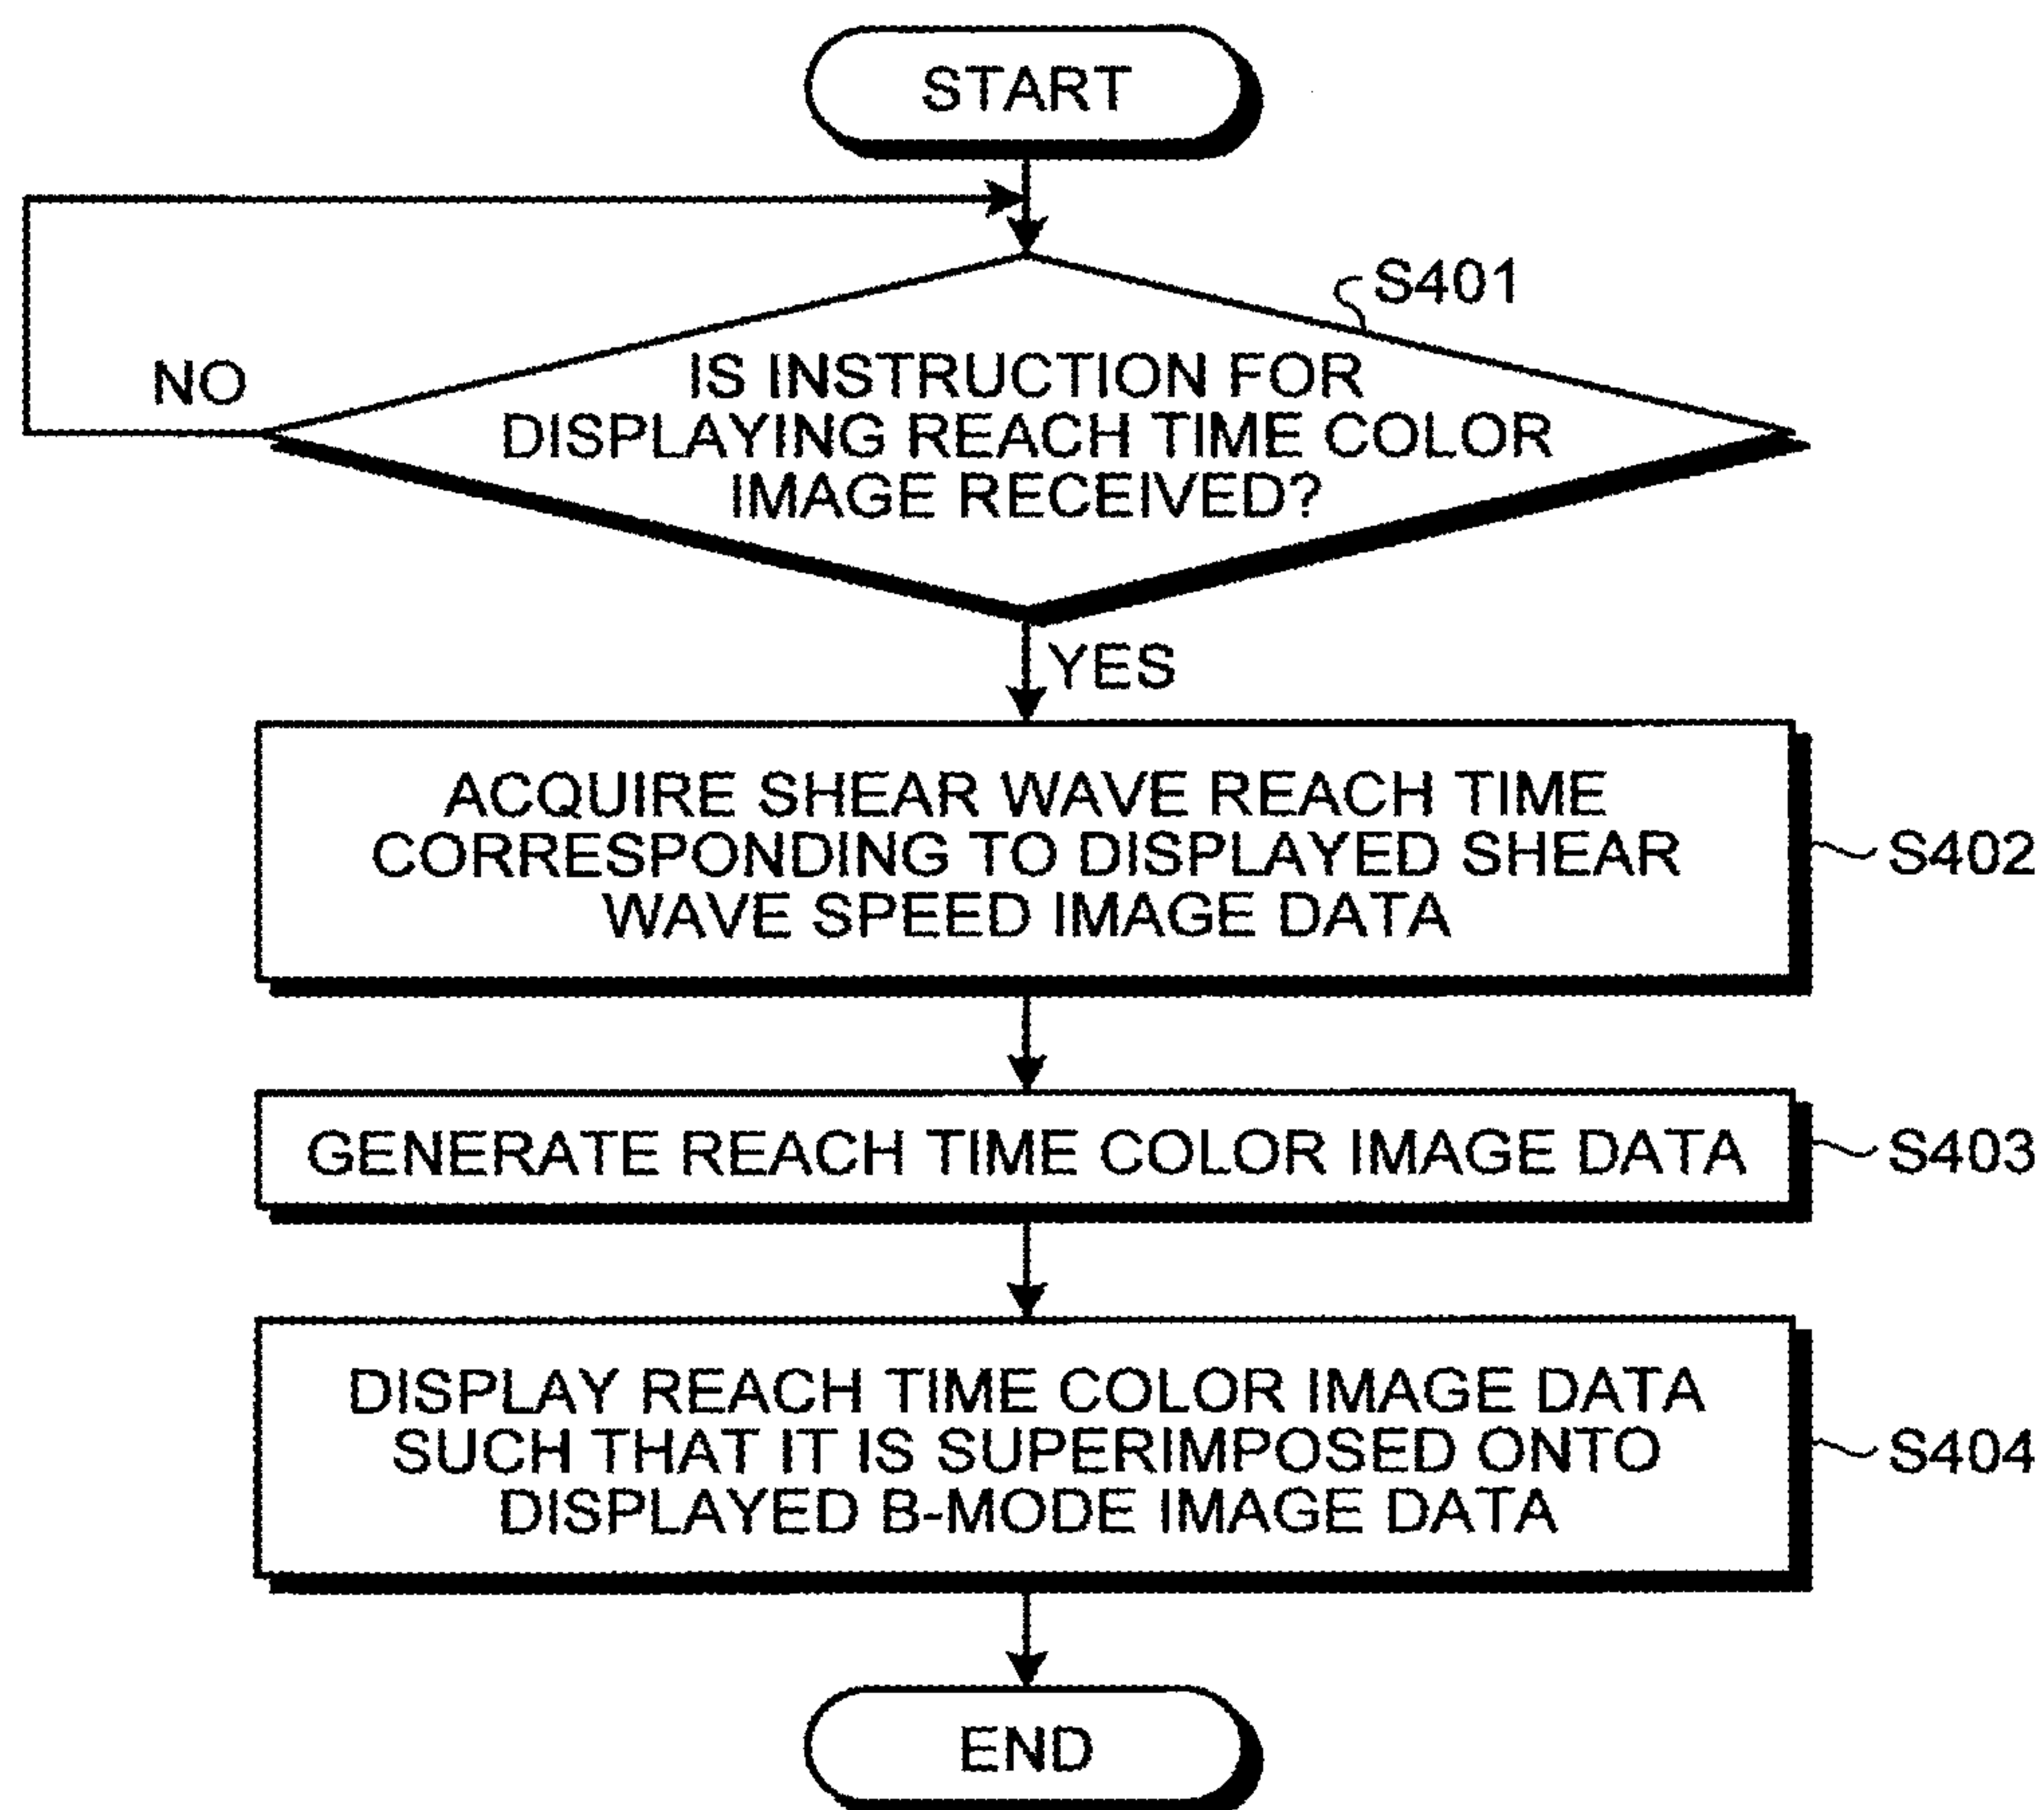 START
S401
IS INSTRUCTION FOR
DISPLAYING REACH TIME COLOR
IMAGE RECEIVED?
NO
YES
ACQUIRE SHEAR WAVE REACH TIME
CORRESPONDING TO DISPLAYED SHEAR
WAVE SPEED IMAGE DATA
S402
GENERATE REACH TIME COLOR IMAGE DATA
S403
DISPLAY REACH TIME COLOR IMAGE DATA
SUCH THAT IT IS SUPERIMPOSED ONTO
DISPLAYED B-MODE IMAGE DATA
S404
END